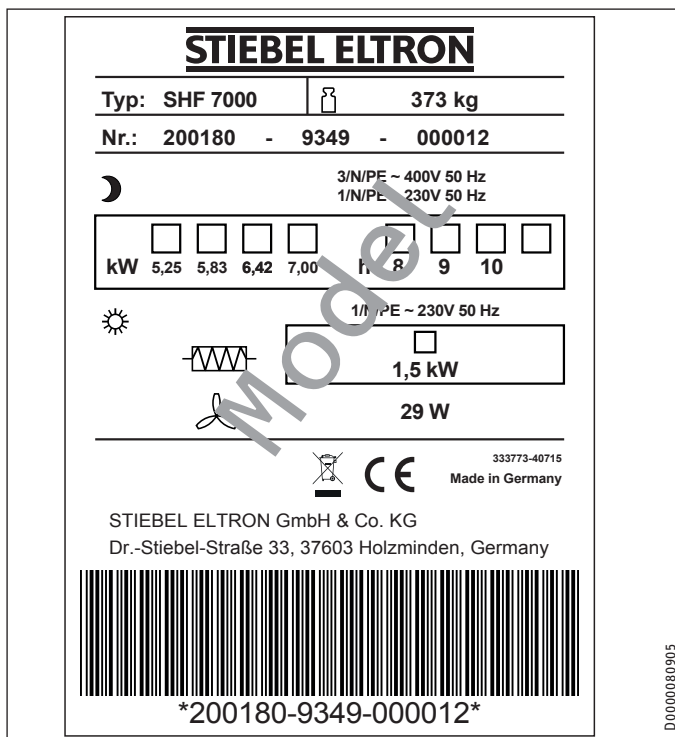 STIEBEL ELTRON
Typ: SHF 7000 373 kg
Nr.: 200180 - 9349 - 000012
3/N/PE ~ 400V 50 Hz
1/N/PE ~ 230V 50 Hz
kW 5,25 5,83 6,42 7,00 h 8 9 10
1/N/PE ~ 230V 50 Hz
1,5 kW
29 W
Model
333773-40715
CE Made in Germany
STIEBEL ELTRON GmbH & Co. KG
Dr.-Stiebel-Straße 33, 37603 Holzminden, Germany
*200180-9349-000012*
D0000080905